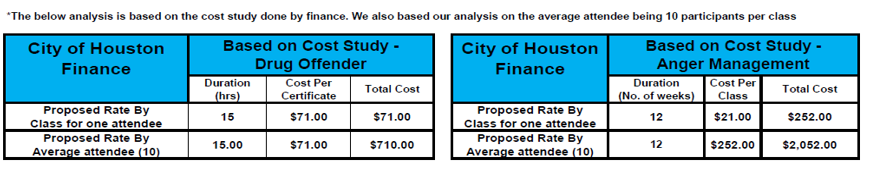 *The below analysis is based on the cost study done by finance. We also based our analysis on the average attendee being 10 participants per class
City of Houston Finance
Based on Cost Study - Drug Offender
Duration (hrs)
Cost Per Certificate
Total Cost
Proposed Rate By Class for one attendee
15
$71.00
$71.00
Proposed Rate By Average attendee (10)
15.00
$71.00
$710.00
City of Houston Finance
Based on Cost Study - Anger Management
Duration (No. of weeks)
Cost Per Class
Total Cost
Proposed Rate By Class for one attendee
12
$21.00
$252.00
Proposed Rate By Average attendee (10)
12
$252.00
$2,052.00